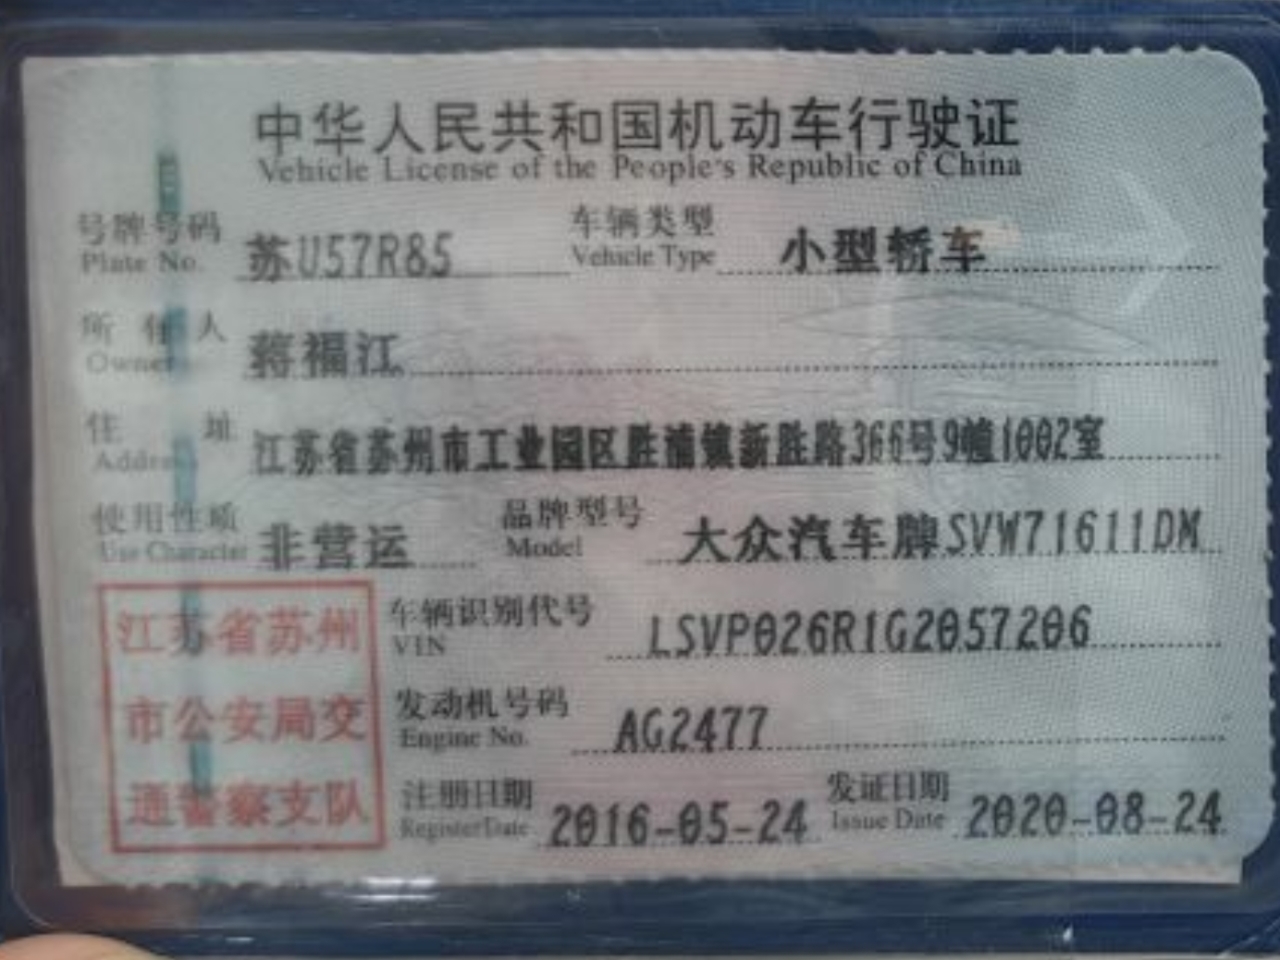 中华人民共和国机动车行驶证
Vehicle License of the People's Republic of China
号牌号码 苏U57R85 车辆类型 小型轿车
Plate No. Vehicle Type
所有人 蒋福江
Owner
住址 江苏省苏州市工业园区胜浦镇新胜路366号9幢1002室
Address
使用性质 非营运 品牌型号 大众汽车牌SVW71611DM
Use Character Model
江苏省苏州
市公安局交
通警察支队
车辆识别代号 LSVP026R1G2057206
VIN
发动机号码 AG2477
Engine No.
注册日期 2016-05-24 发证日期 2020-08-24
Register Date Issue Date